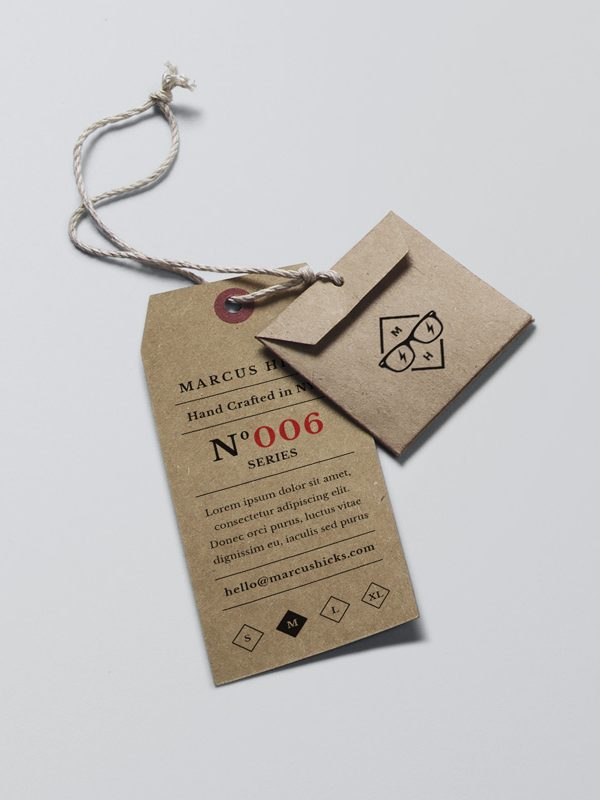 M
H
MARCUS
Hand Crafted in
Nº006
SERIES
Lorem ipsum dolor sit amet,
consectetur adipiscing elit.
Donec orci purus, luctus vitae
dignissim eu, iaculis sed purus
hello@marcushicks.com
S M L XL